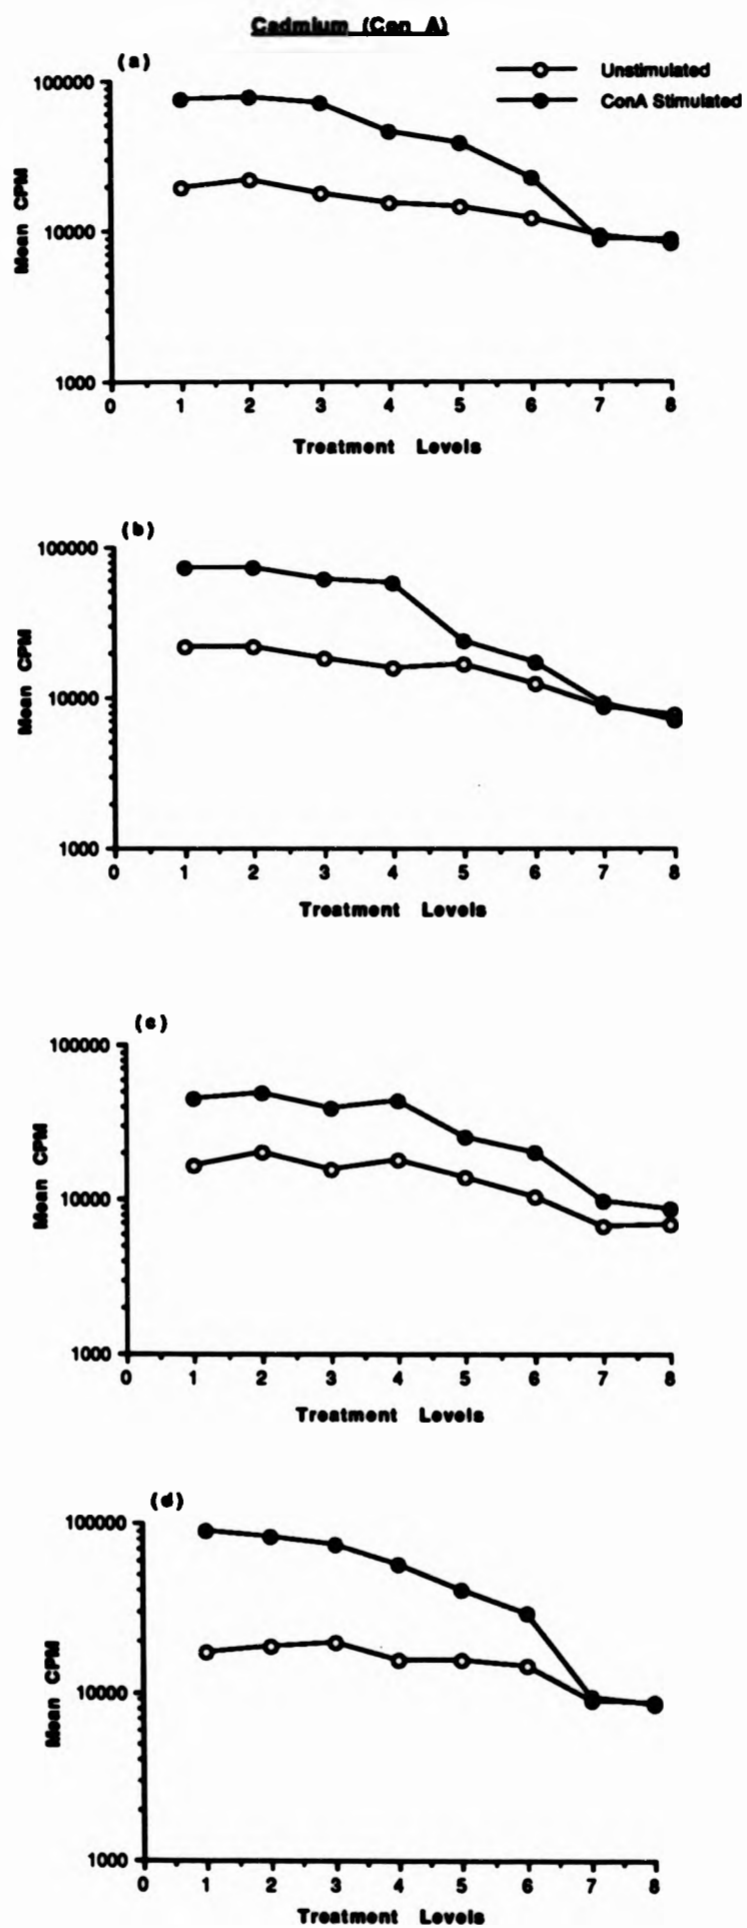 Cadmium (Con A)
(a)
Unstimulated
ConA Stimulated
100000
10000
1000
Mean CPM
0 1 2 3 4 5 6 7 8
Treatment Levels
(b)
100000
10000
1000
Mean CPM
0 1 2 3 4 5 6 7 8
Treatment Levels
(c)
100000
10000
1000
Mean CPM
0 1 2 3 4 5 6 7 8
Treatment Levels
(d)
100000
10000
1000
Mean CPM
0 1 2 3 4 5 6 7 8
Treatment Levels